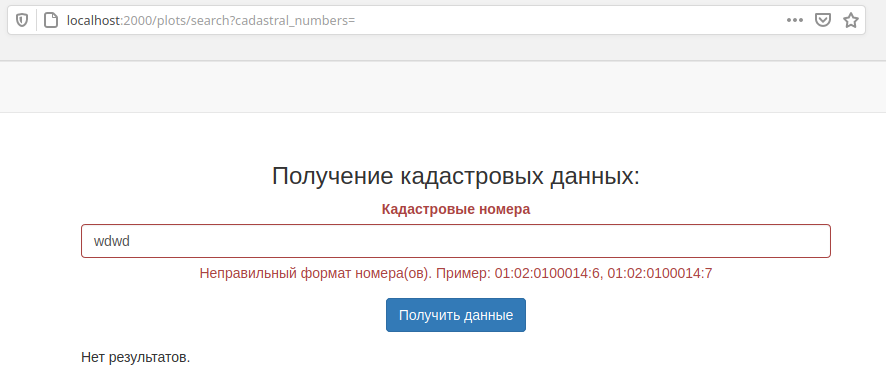 localhost:2000/plots/search?cadastral_numbers=
Получение кадастровых данных:
Кадастровые номера
wdwd
Неправильный формат номера(ов). Пример: 01:02:0100014:6, 01:02:0100014:7
Получить данные
Нет результатов.